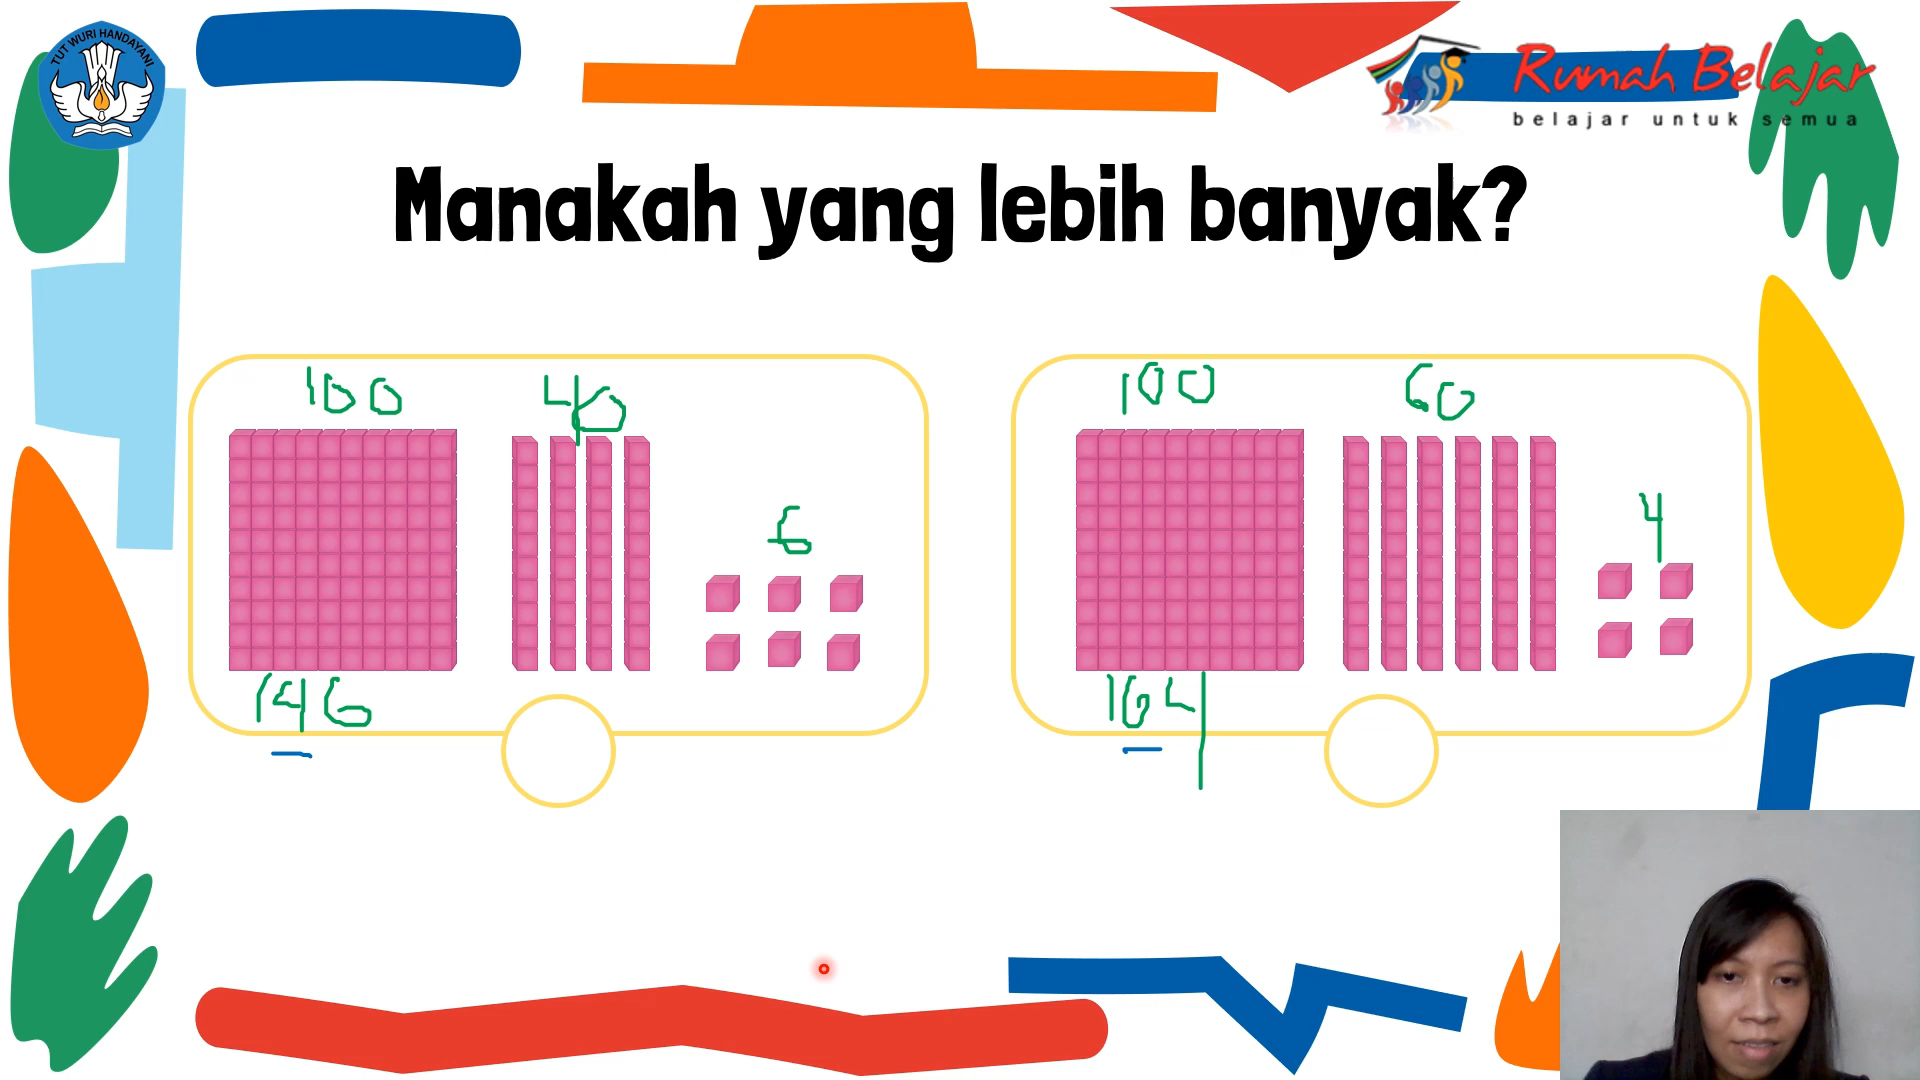 TUT WURI HANDAYANI
Rumah Belajar
belajar untuk semua
Manakah yang lebih banyak?
100 40 6
146
100 60 4
164